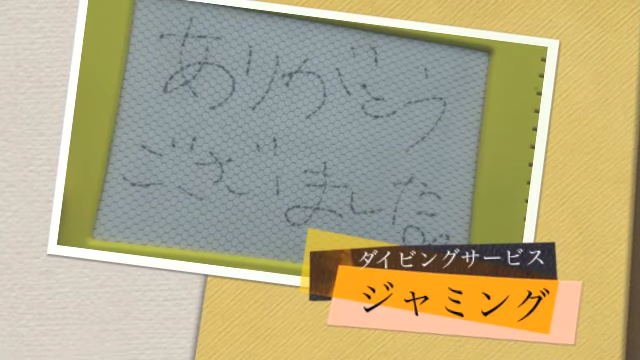 ありがとう
ございました
ダイビングサービス
ジャミング